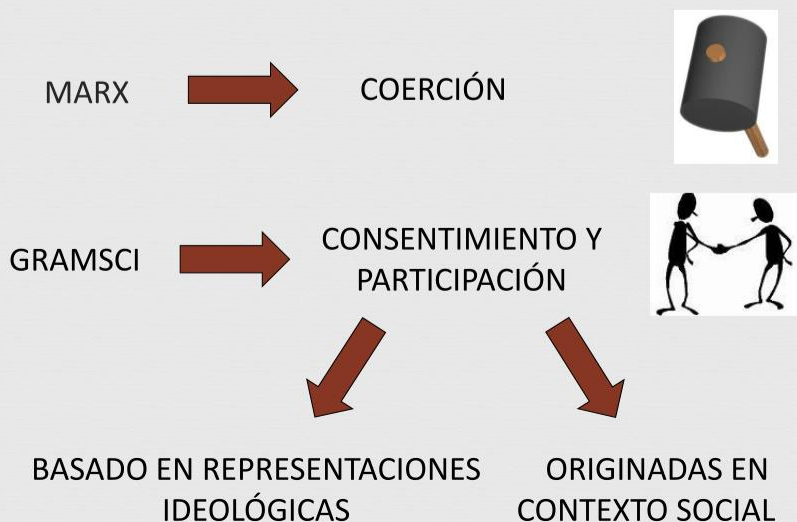 MARX
COERCIÓN
GRAMSCI
CONSENTIMIENTO Y
PARTICIPACIÓN
BASADO EN REPRESENTACIONES
IDEOLÓGICAS
ORIGINADAS EN
CONTEXTO SOCIAL